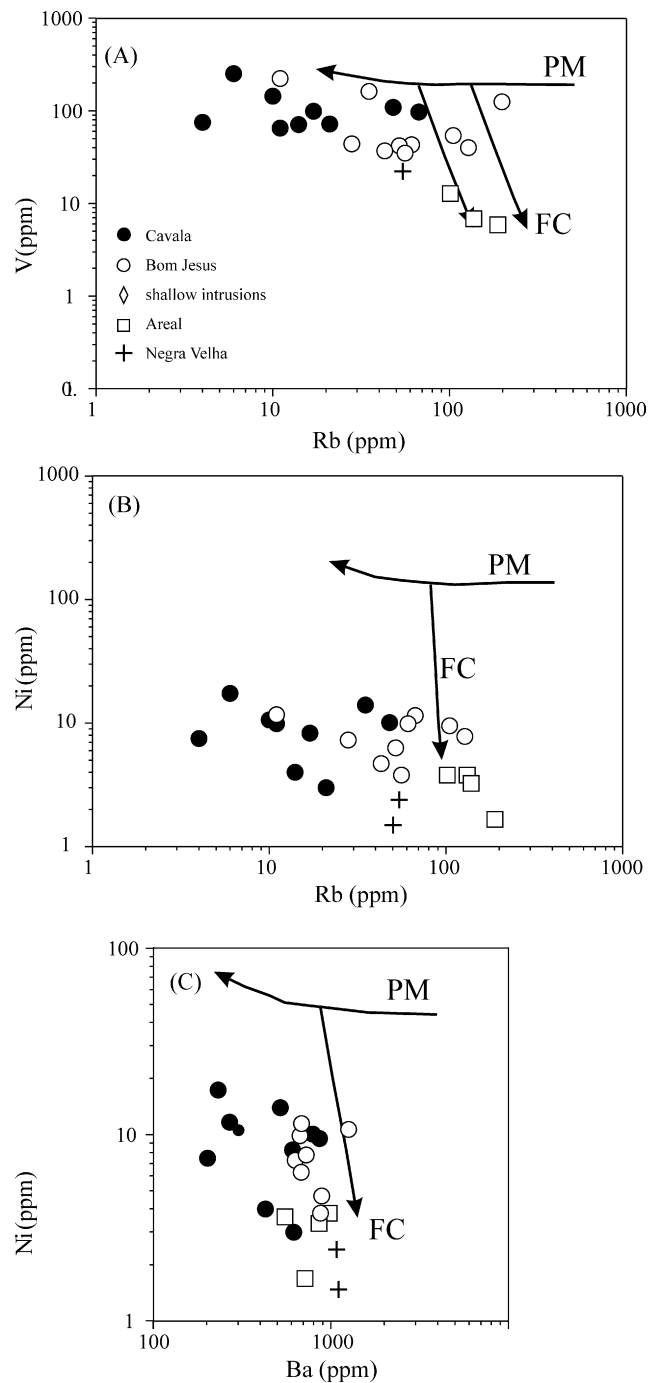 1000
(A)
PM
100
V(ppm)
10
FC
Cavala
Bom Jesus
1
shallow intrusions
Areal
Negra Velha
0.
1 10 100 1000
Rb (ppm)
1000
(B)
PM
100
Ni(ppm)
FC
10
1
1 10 100 1000
Rb (ppm)
100
(C)
PM
10
Ni(ppm)
FC
1
100 1000
Ba (ppm)